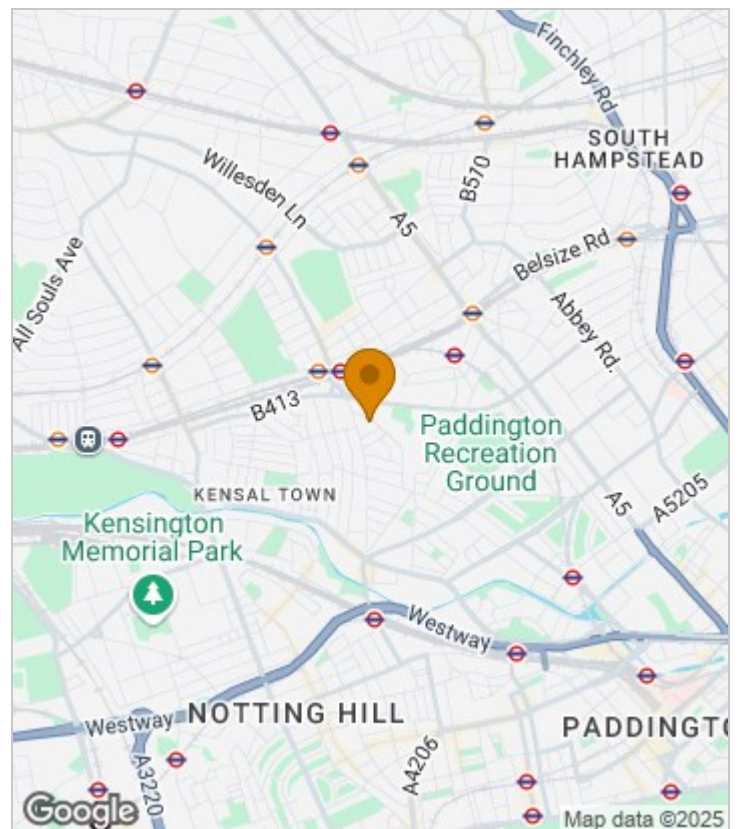 Finchley Rd
SOUTH
HAMPSTEAD
Willesden Ln
B510
A5
All Souls Ave
Belsize Rd
Abbey Rd.
B413
Paddington
Recreation
Ground
KENSAL TOWN
A5
A5205
Kensington
Memorial Park
Westway
Westway
NOTTING HILL
PADDINGTO
A3220
A4206
Google
Map data ©2025